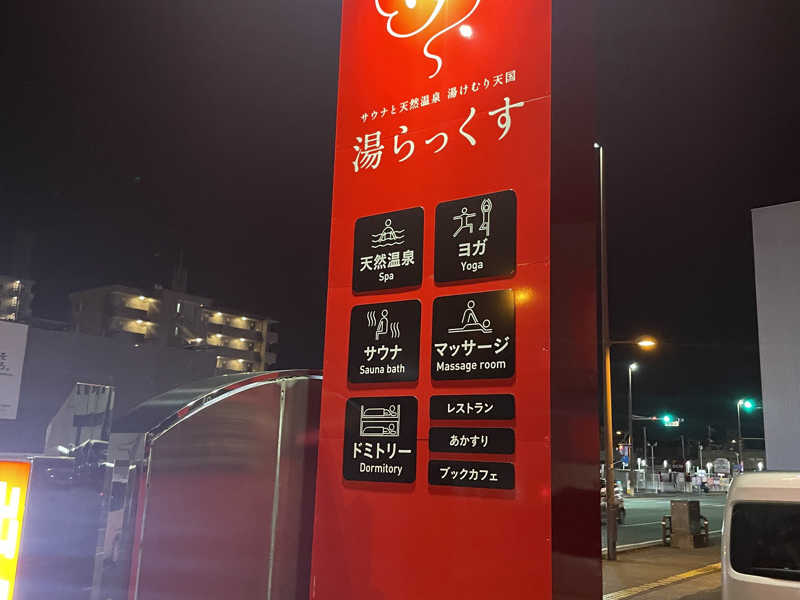 サウナと天然温泉 湯けむり天国
湯らっくす
天然温泉
Spa
ヨガ
Yoga
サウナ
Sauna bath
マッサージ
Massage room
ドミトリー
Dormitory
レストラン
あかすり
ブックカフェ